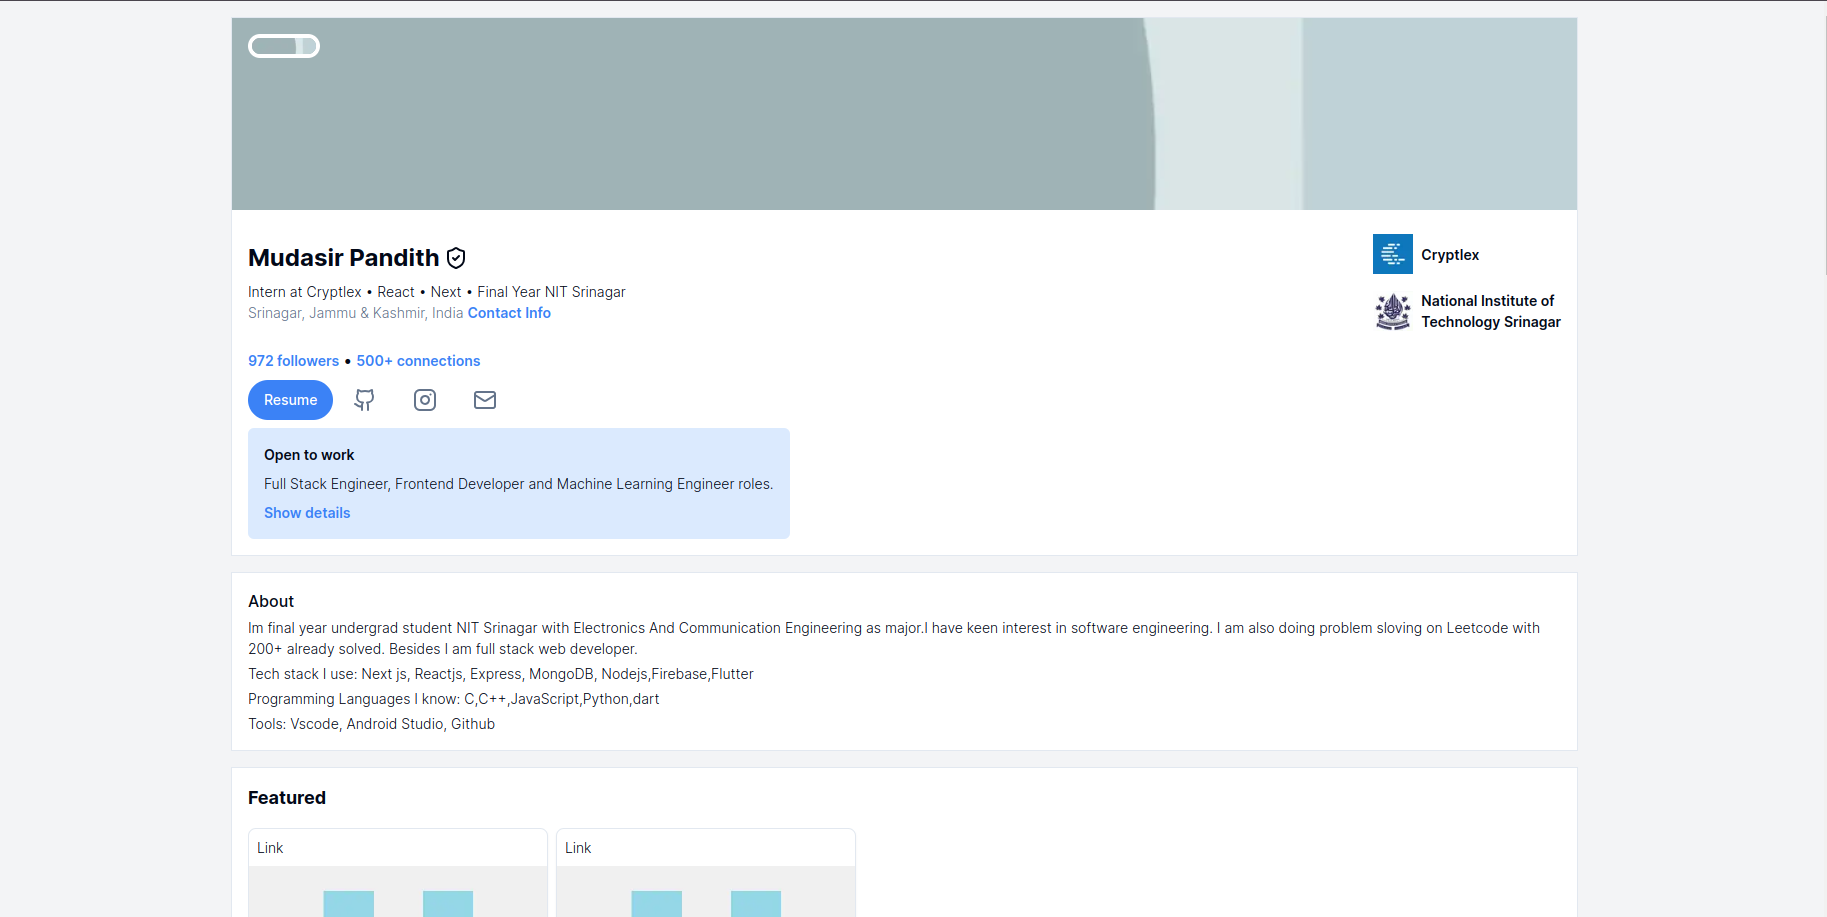 Mudasir Pandith
Intern at Cryptlex • React • Next • Final Year NIT Srinagar
Srinagar, Jammu & Kashmir, India Contact Info
972 followers • 500+ connections
Resume
Cryptlex
National Institute of
Technology Srinagar
Open to work
Full Stack Engineer, Frontend Developer and Machine Learning Engineer roles.
Show details
About
Im final year undergrad student NIT Srinagar with Electronics And Communication Engineering as major.I have keen interest in software engineering. I am also doing problem sloving on Leetcode with
200+ already solved. Besides I am full stack web developer.
Tech stack I use: Next js, Reactjs, Express, MongoDB, Nodejs,Firebase,Flutter
Programming Languages I know: C,C++,JavaScript,Python,dart
Tools: Vscode, Android Studio, Github
Featured
Link
Link